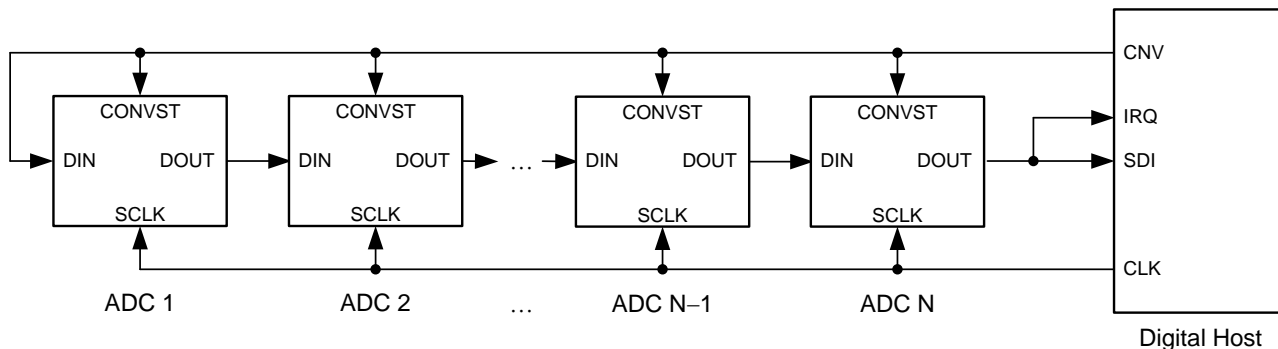 CNV
CONVST CONVST CONVST CONVST
IRQ
DIN DOUT DIN DOUT … DIN DOUT DIN DOUT SDI
SCLK SCLK SCLK SCLK
CLK
ADC 1 ADC 2 … ADC N−1 ADC N
Digital Host